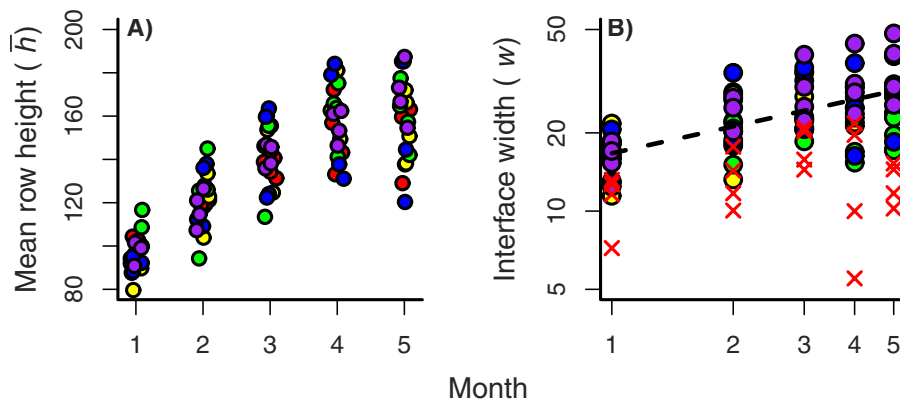 A)
Mean row height ( h̅ )
200
160
120
80
1 2 3 4 5
B)
Interface width ( w )
50
20
10
5
1 2 3 4 5
Month